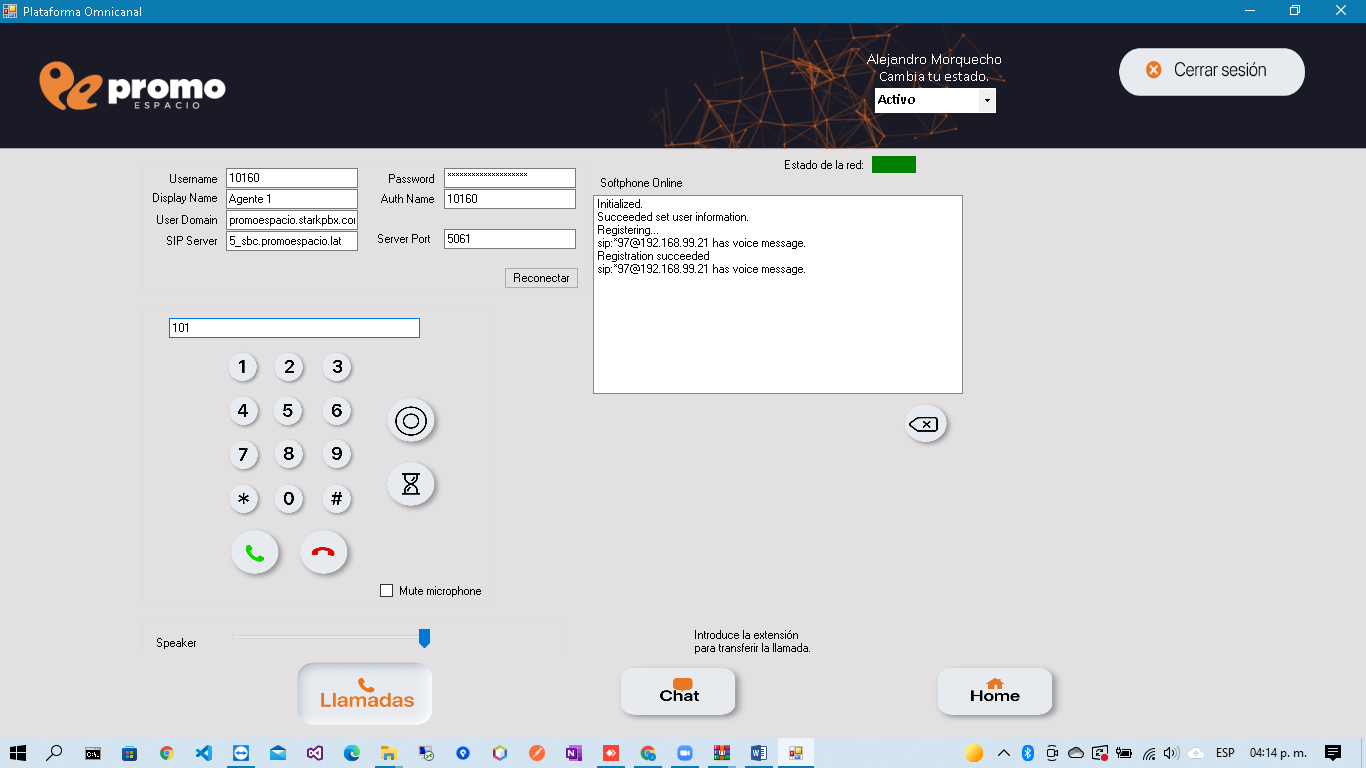 Plataforma Omnicanal
promo
ESPACIO
Alejandro Morquecho
Cambia tu estado.
Activo
Cerrar sesión
Estado de la red:
Username 10160
Password ********************
Display Name Agente 1
Auth Name 10160
User Domain promoespacio.starkpbx.con
SIP Server 5_sbc.promoespacio.lat
Server Port 5061
Reconectar
Softphone Online
Initialized.
Succeeded set user information.
Registering...
sip:*97@192.168.99.21 has voice message.
Registration succeeded
sip:*97@192.168.99.21 has voice message.
101
1 2 3
4 5 6
7 8 9
* 0 #
Mute microphone
Speaker
Introduce la extensión
para transferir la llamada.
Llamadas
Chat
Home
ESP
04:14 p. m.